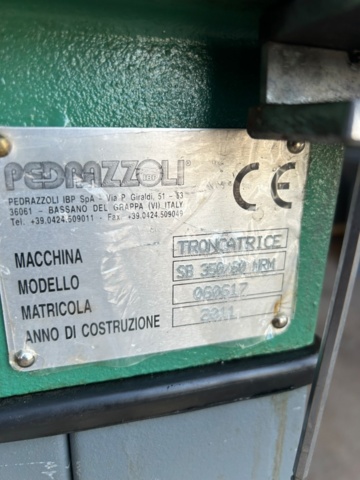 PEDRAZZOLI
PEDRAZZOLI IBP SpA - Via P. Giraldi, 51 - 53
36061 - BASSANO DEL GRAPPA (VI) ITALY
Tel. +39.0424.509011 - Fax +39.0424.509049
CE
MACCHINA TRONCATRICE
MODELLO SB 350/60 MRM
MATRICOLA 060617
ANNO DI COSTRUZIONE 2011